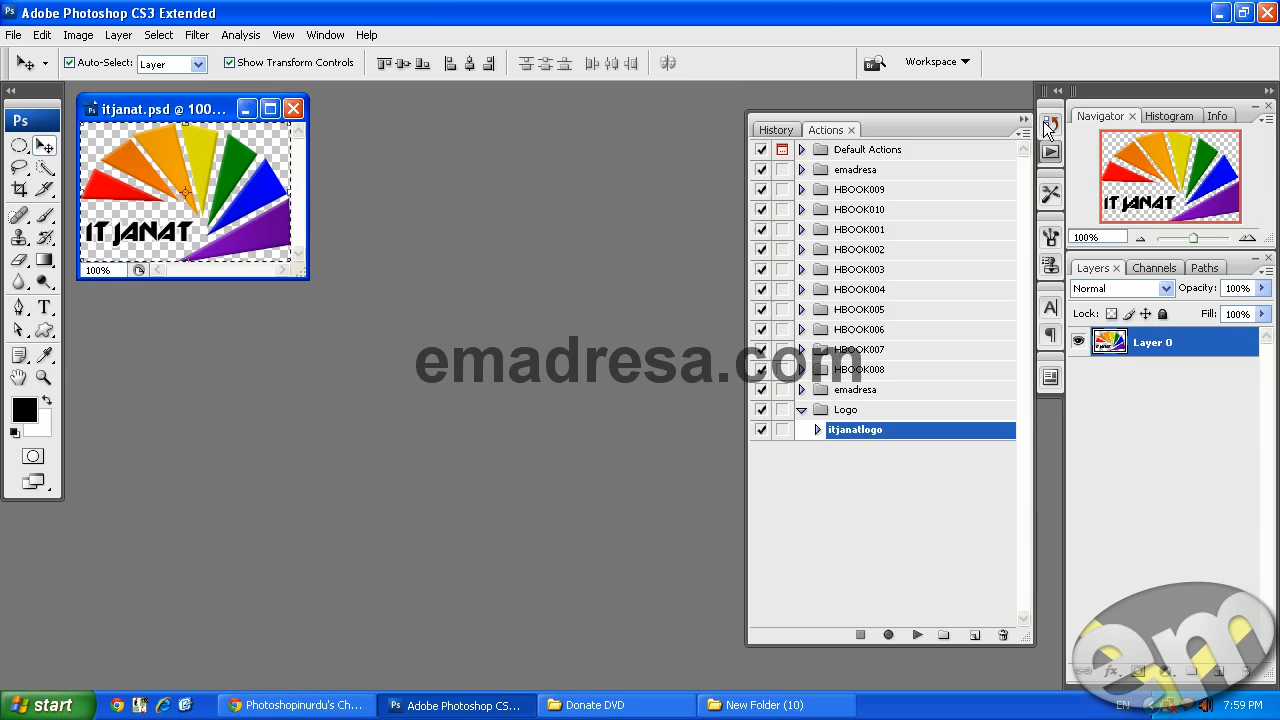 Ps Adobe Photoshop CS3 Extended
File Edit Image Layer Select Filter Analysis View Window Help
Auto-Select: Layer Show Transform Controls Br Workspace
Ps
itjanat.psd @ 100...
IT JANAT
100%
History Actions
Default Actions
emadresa
HBOOK009
HBOOK010
HBOOK001
HBOOK002
HBOOK003
HBOOK004
HBOOK005
HBOOK006
HBOOK007
HBOOK008
emadresa
Logo
itjanatlogo
emadresa.com
Navigator Histogram Info
IT JANAT
100%
Layers Channels Paths
Normal Opacity: 100%
Lock: Fill: 100%
Layer 0
em
start Photoshopinurdu's Ch... Adobe Photoshop CS... Donate DVD New Folder (10) EN 7:59 PM